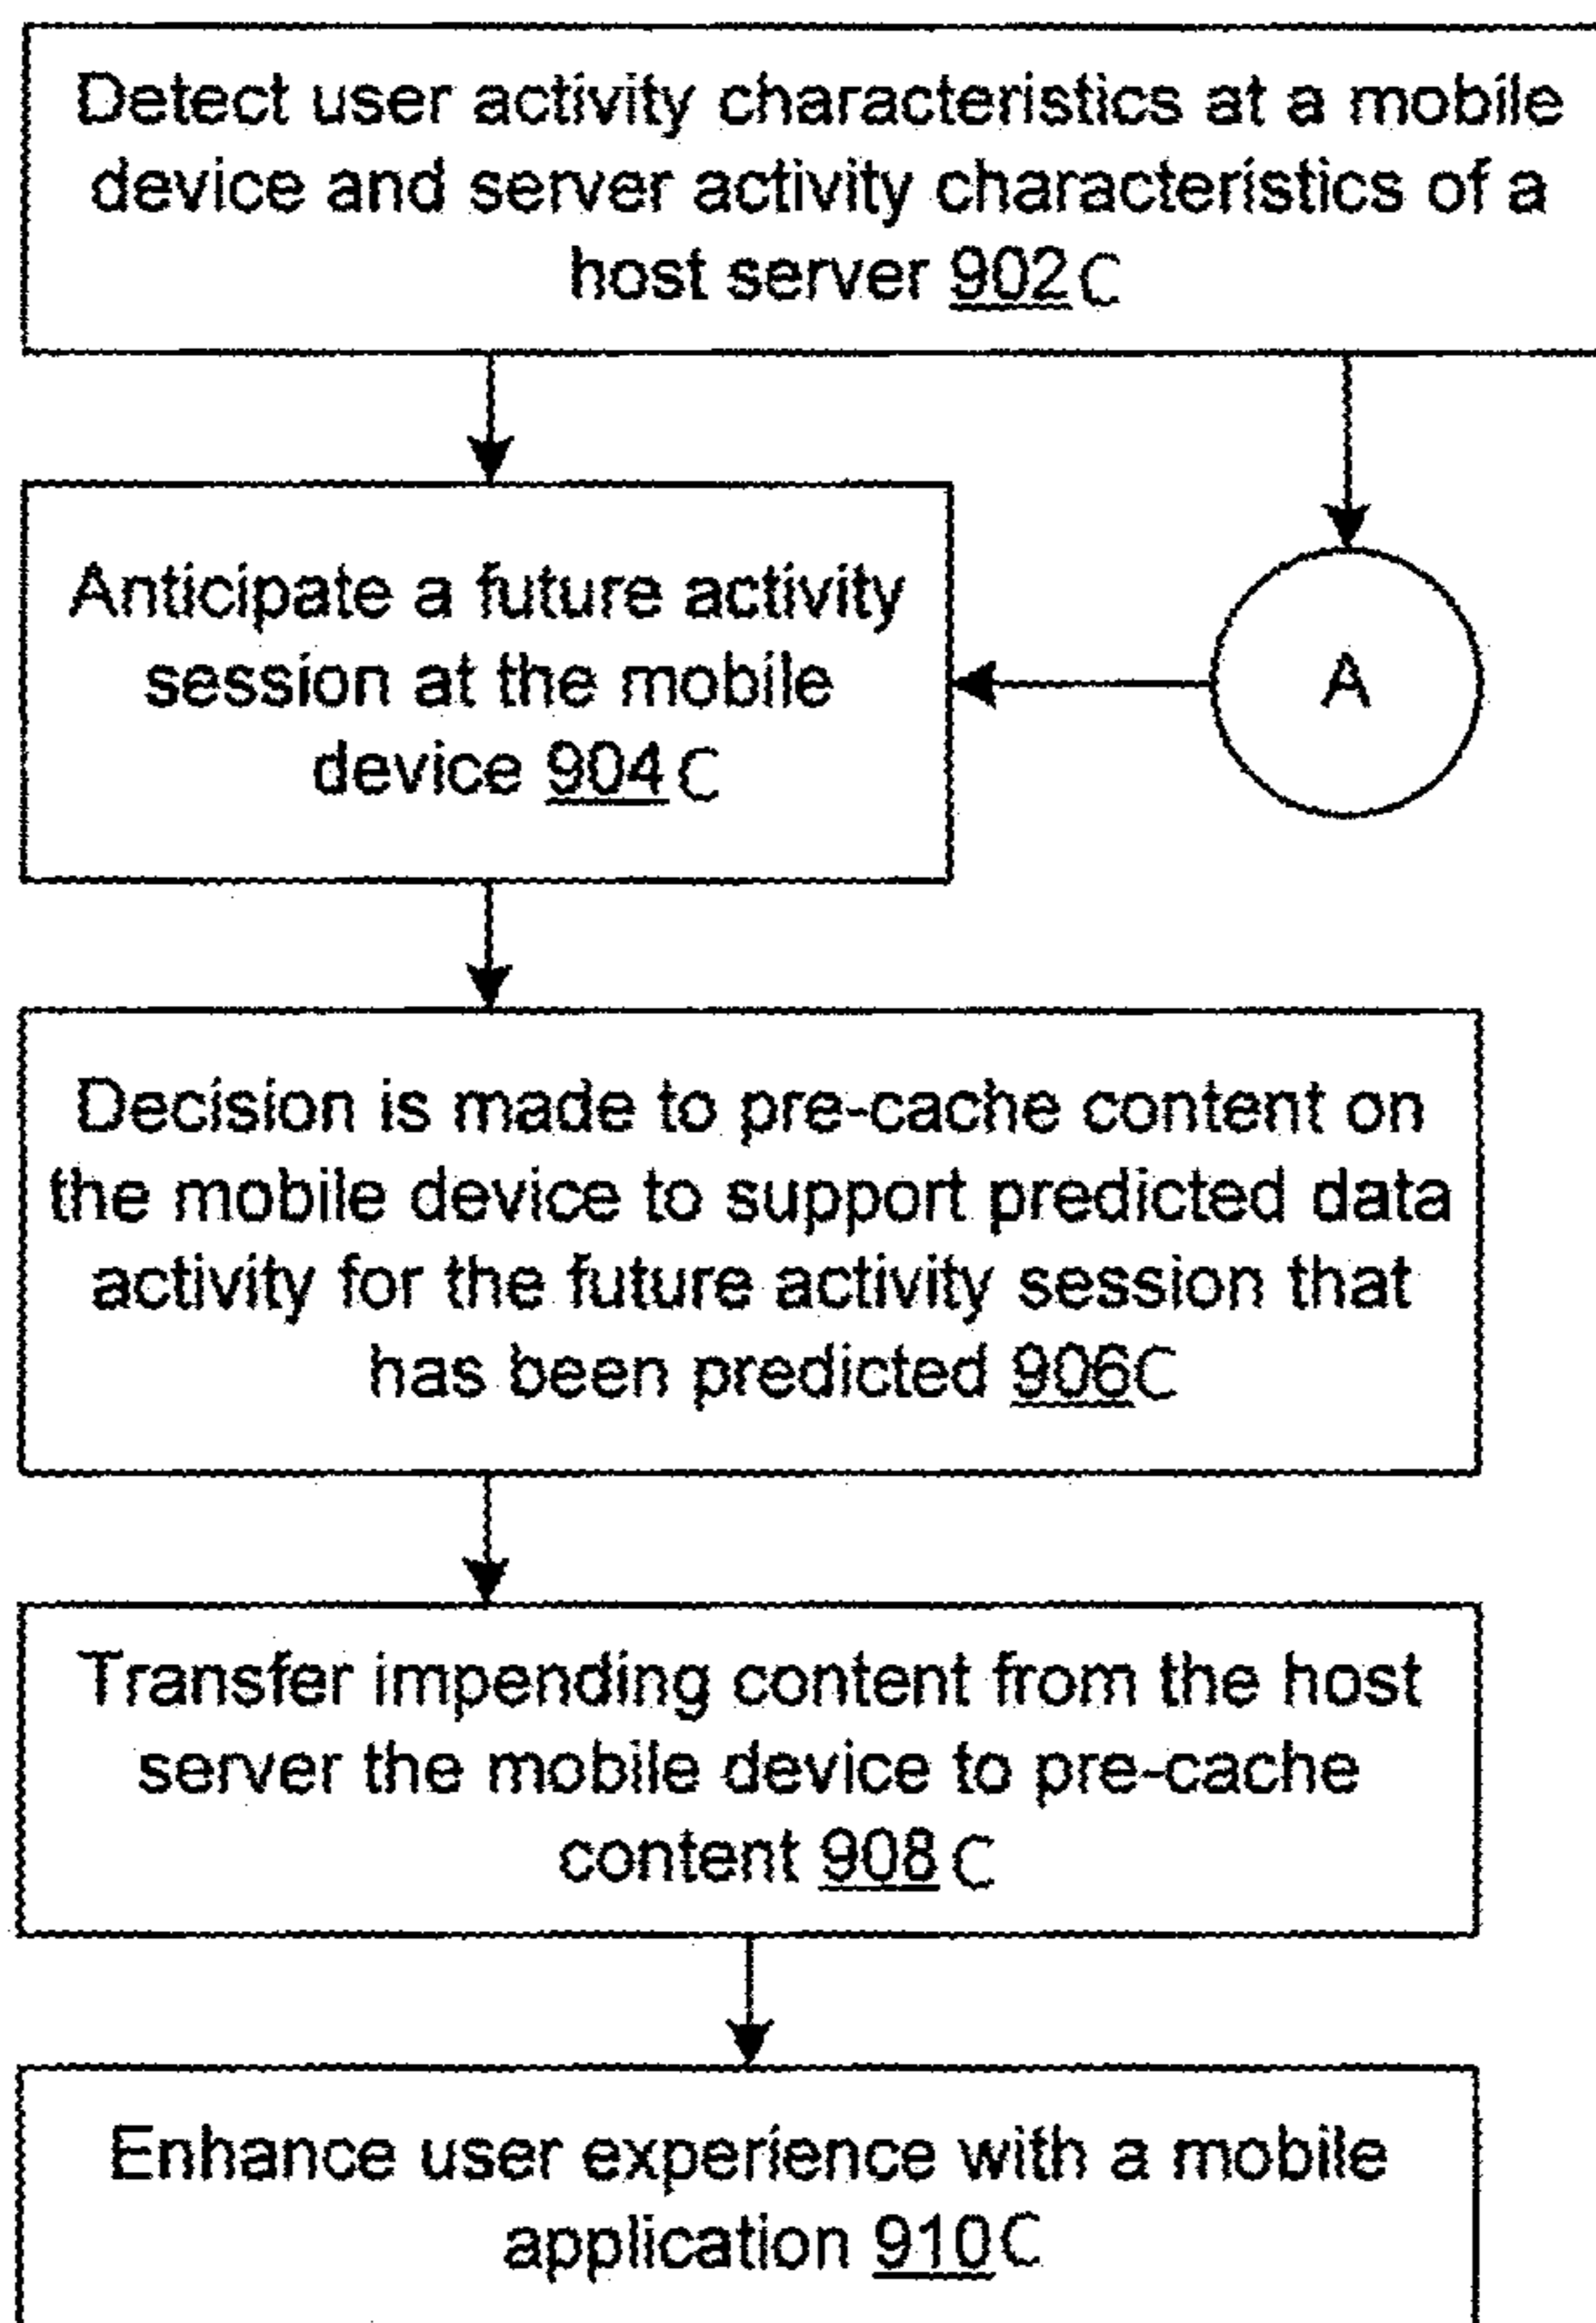 Detect user activity characteristics at a mobile
device and server activity characteristics of a
host server 902C
Anticipate a future activity
session at the mobile
device 904C
A
Decision is made to pre-cache content on
the mobile device to support predicted data
activity for the future activity session that
has been predicted 906C
Transfer impending content from the host
server the mobile device to pre-cache
content 908C
Enhance user experience with a mobile
application 910C